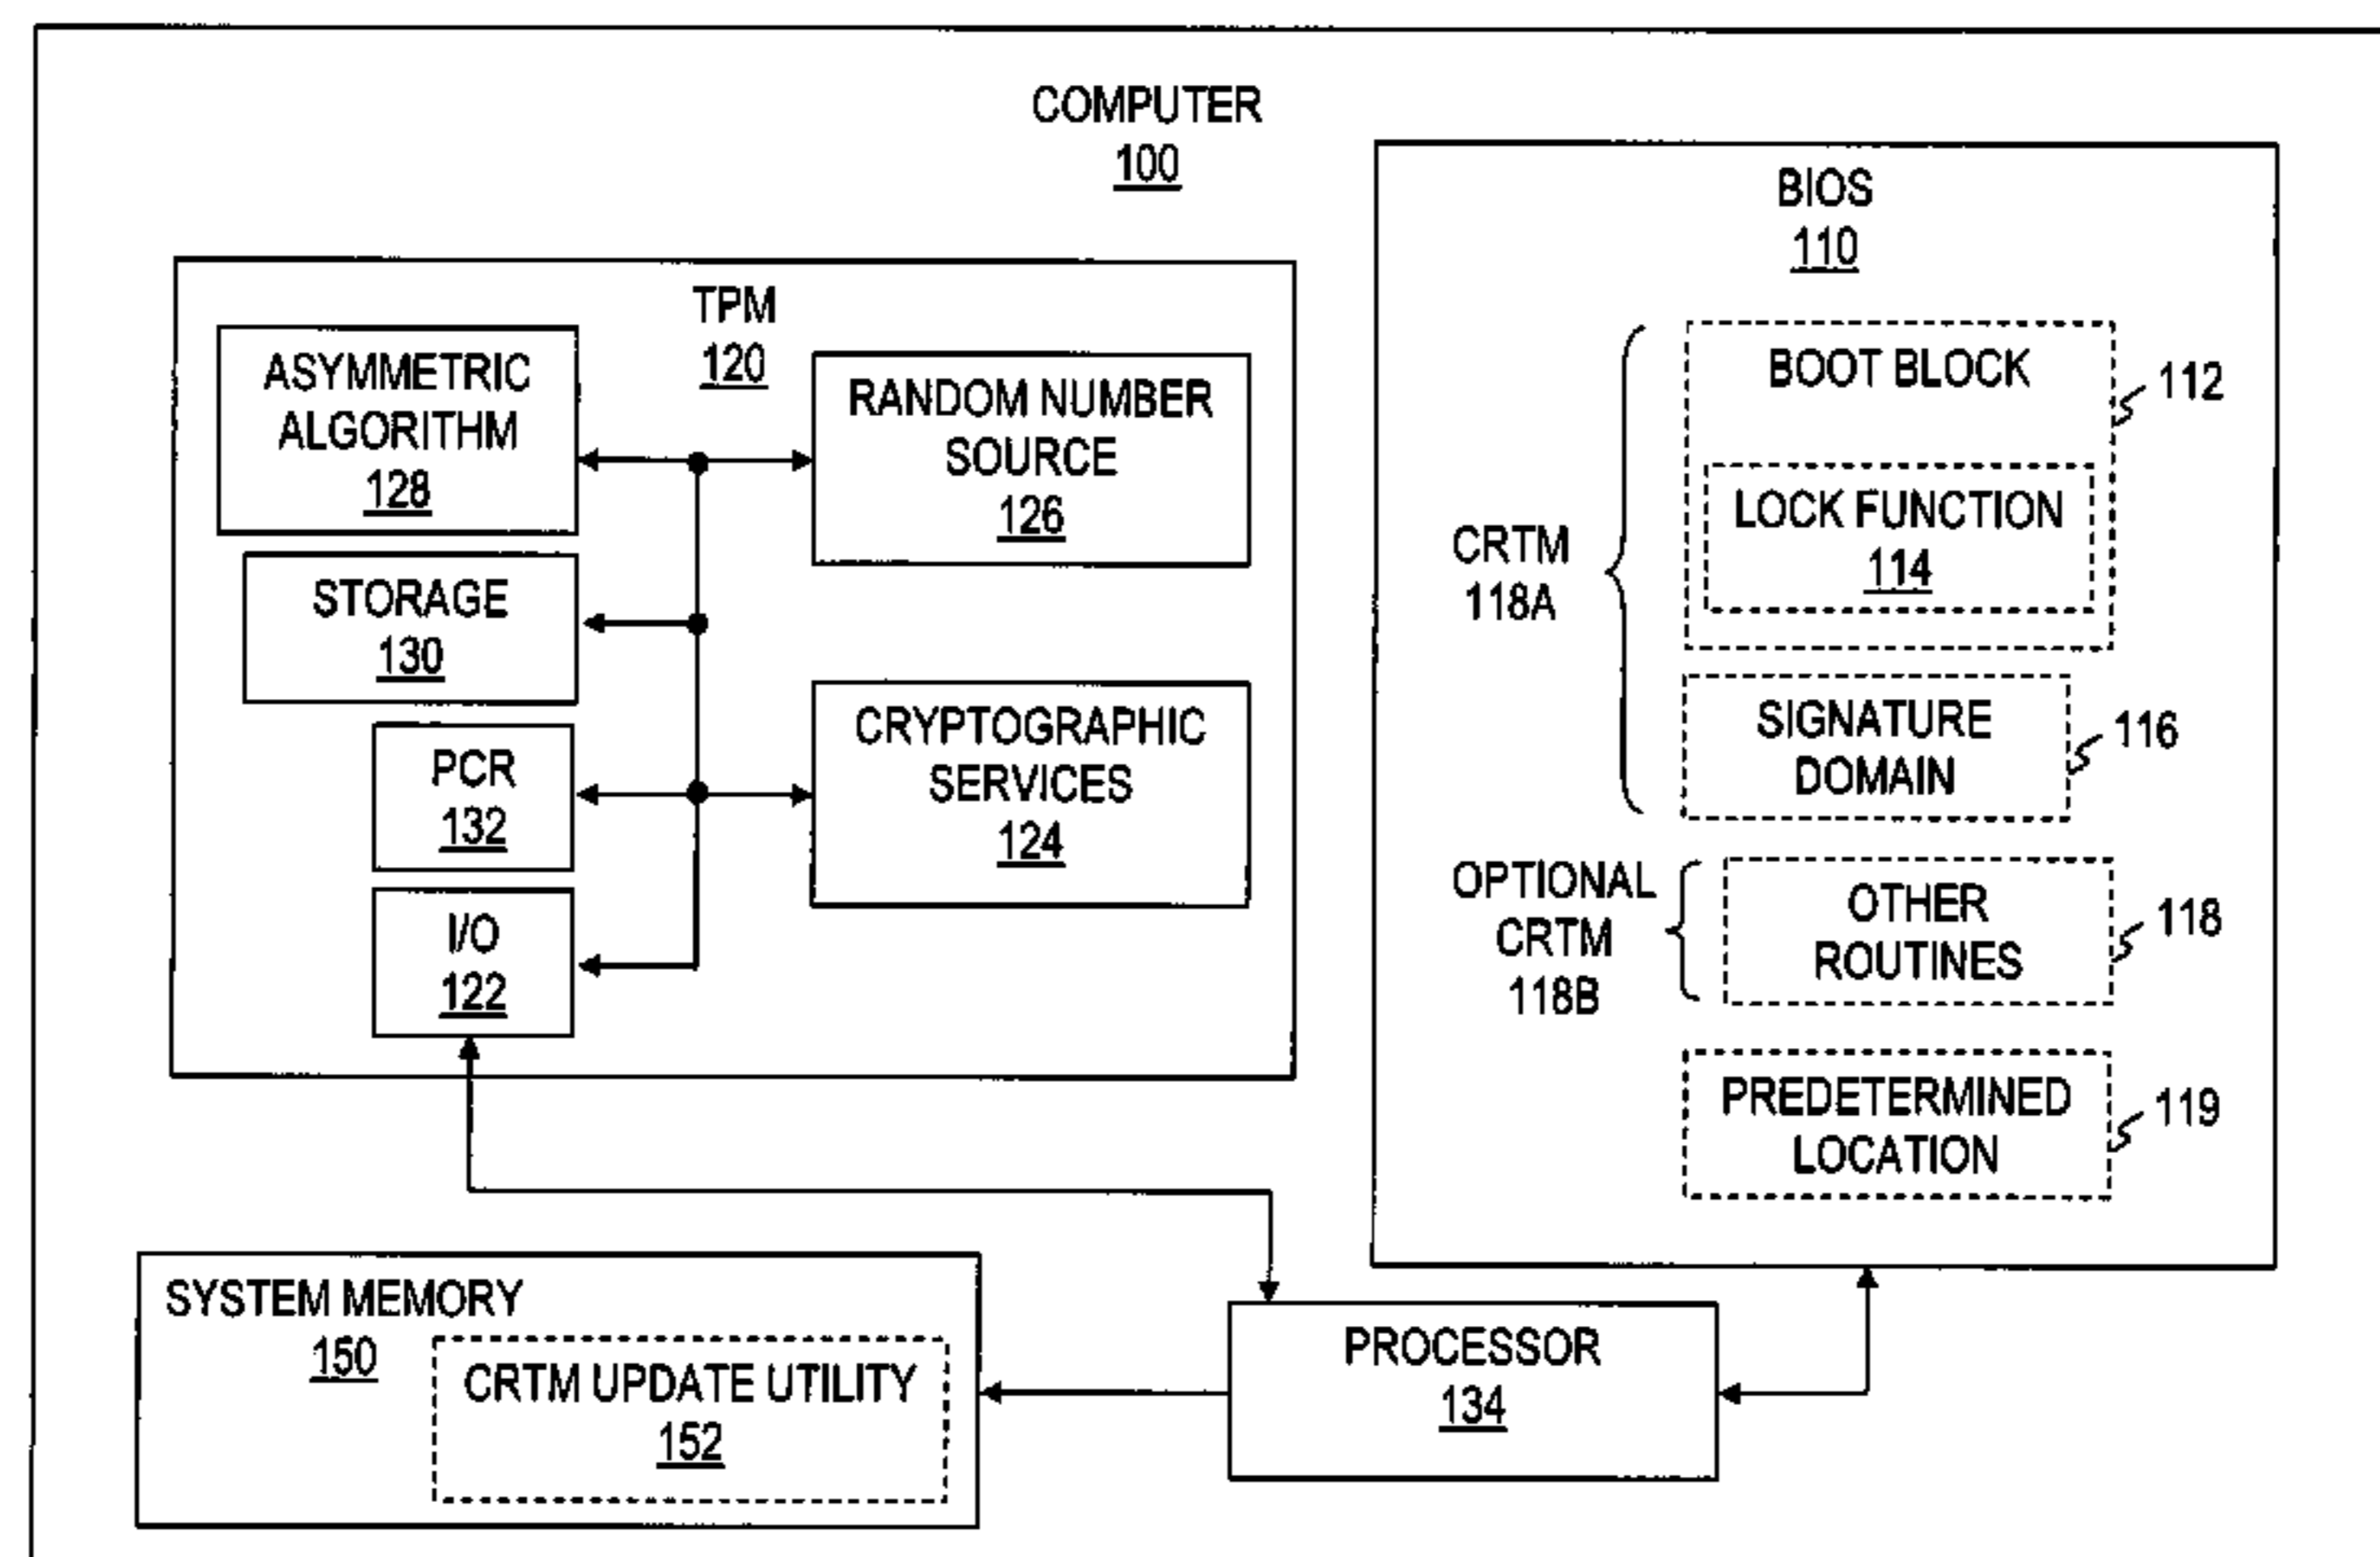 COMPUTER
100
TPM
120
ASYMMETRIC
ALGORITHM
128
RANDOM NUMBER
SOURCE
126
STORAGE
130
PCR
132
CRYPTOGRAPHIC
SERVICES
124
I/O
122
BIOS
110
BOOT BLOCK
112
LOCK FUNCTION
114
CRTM
118A
SIGNATURE
DOMAIN
116
OPTIONAL
CRTM
118B
OTHER
ROUTINES
118
PREDETERMINED
LOCATION
119
SYSTEM MEMORY
150
CRTM UPDATE UTILITY
152
PROCESSOR
134